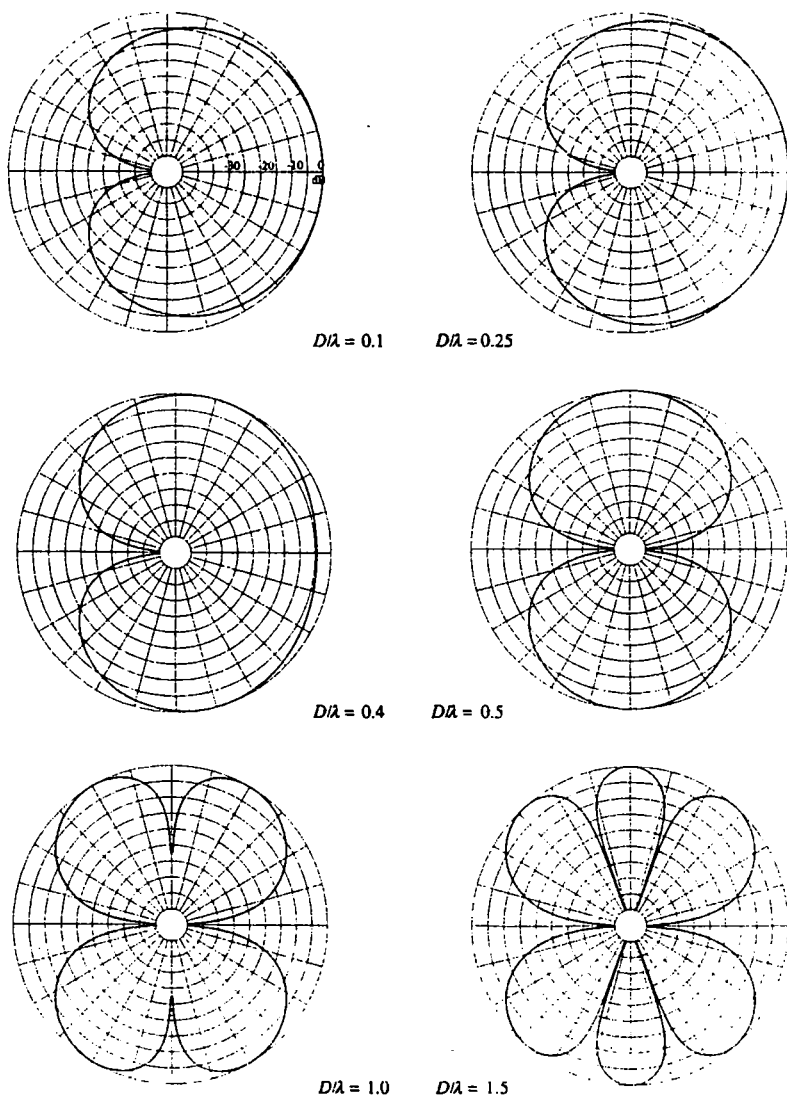 -30 -20 -10 0
dB
D/λ = 0.1 D/λ = 0.25
D/λ = 0.4 D/λ = 0.5
D/λ = 1.0 D/λ = 1.5